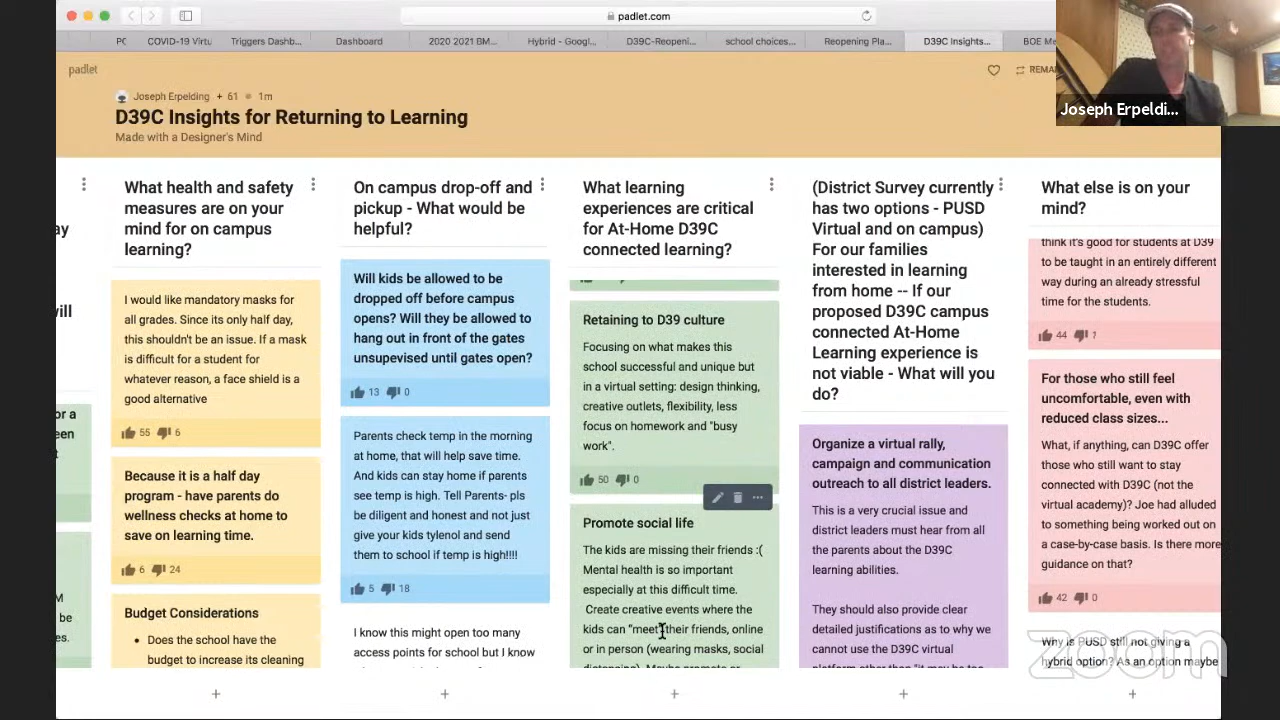 padlet.com
PC
COVID-19 Virtu
Triggers Dashb...
Dashboard
2020 2021 BM...
Hybrid - Googl...
D39C-Reopeni...
school choices...
Reopening Pla...
D39C Insights...
BOE Me
padlet
REMA
Joseph Erpelding + 61 1m
D39C Insights for Returning to Learning
Made with a Designer's Mind
Joseph Erpeldi...
ay
ill
or a
een
t
M
be
es.
What health and safety
measures are on your
mind for on campus
learning?
I would like mandatory masks for
all grades. Since its only half day,
this shouldn't be an issue. If a mask
is difficult for a student for
whatever reason, a face shield is a
good alternative
55 6
Because it is a half day
program - have parents do
wellness checks at home to
save on learning time.
6 24
Budget Considerations
• Does the school have the
budget to increase its cleaning
On campus drop-off and
pickup - What would be
helpful?
Will kids be allowed to be
dropped off before campus
opens? Will they be allowed to
hang out in front of the gates
unsupevised until gates open?
13 0
Parents check temp in the morning
at home, that will help save time.
And kids can stay home if parents
see temp is high. Tell Parents- pls
be diligent and honest and not just
give your kids tylenol and send
them to school if temp is high!!!!
5 18
I know this might open too many
access points for school but I know
What learning
experiences are critical
for At-Home D39C
connected learning?
Retaining to D39 culture
Focusing on what makes this
school successful and unique but
in a virtual setting: design thinking,
creative outlets, flexibility, less
focus on homework and "busy
work".
50 0
Promote social life
The kids are missing their friends :(
Mental health is so important
especially at this difficult time.
Create creative events where the
kids can "meet their friends, online
or in person (wearing masks, social
distancing). Maybe promote or
(District Survey currently
has two options - PUSD
Virtual and on campus)
For our families
interested in learning
from home -- If our
proposed D39C campus
connected At-Home
Learning experience is
not viable - What will you
do?
Organize a virtual rally,
campaign and communication
outreach to all district leaders.
This is a very crucial issue and
district leaders must hear from all
the parents about the D39C
learning abilities.
They should also provide clear
detailed justifications as to why we
cannot use the D39C virtual
platform other than "it may be too
What else is on your
mind?
think it's good for students at D39
to be taught in an entirely different
way during an already stressful
time for the students.
44 7
For those who still feel
uncomfortable, even with
reduced class sizes...
What, if anything, can D39C offer
those who still want to stay
connected with D39C (not the
virtual academy)? Joe had alluded
to something being worked out on
a case-by-case basis. Is there more
guidance on that?
42 0
Why is PUSD still not giving a
hybrid option? As an option maybe
zoom